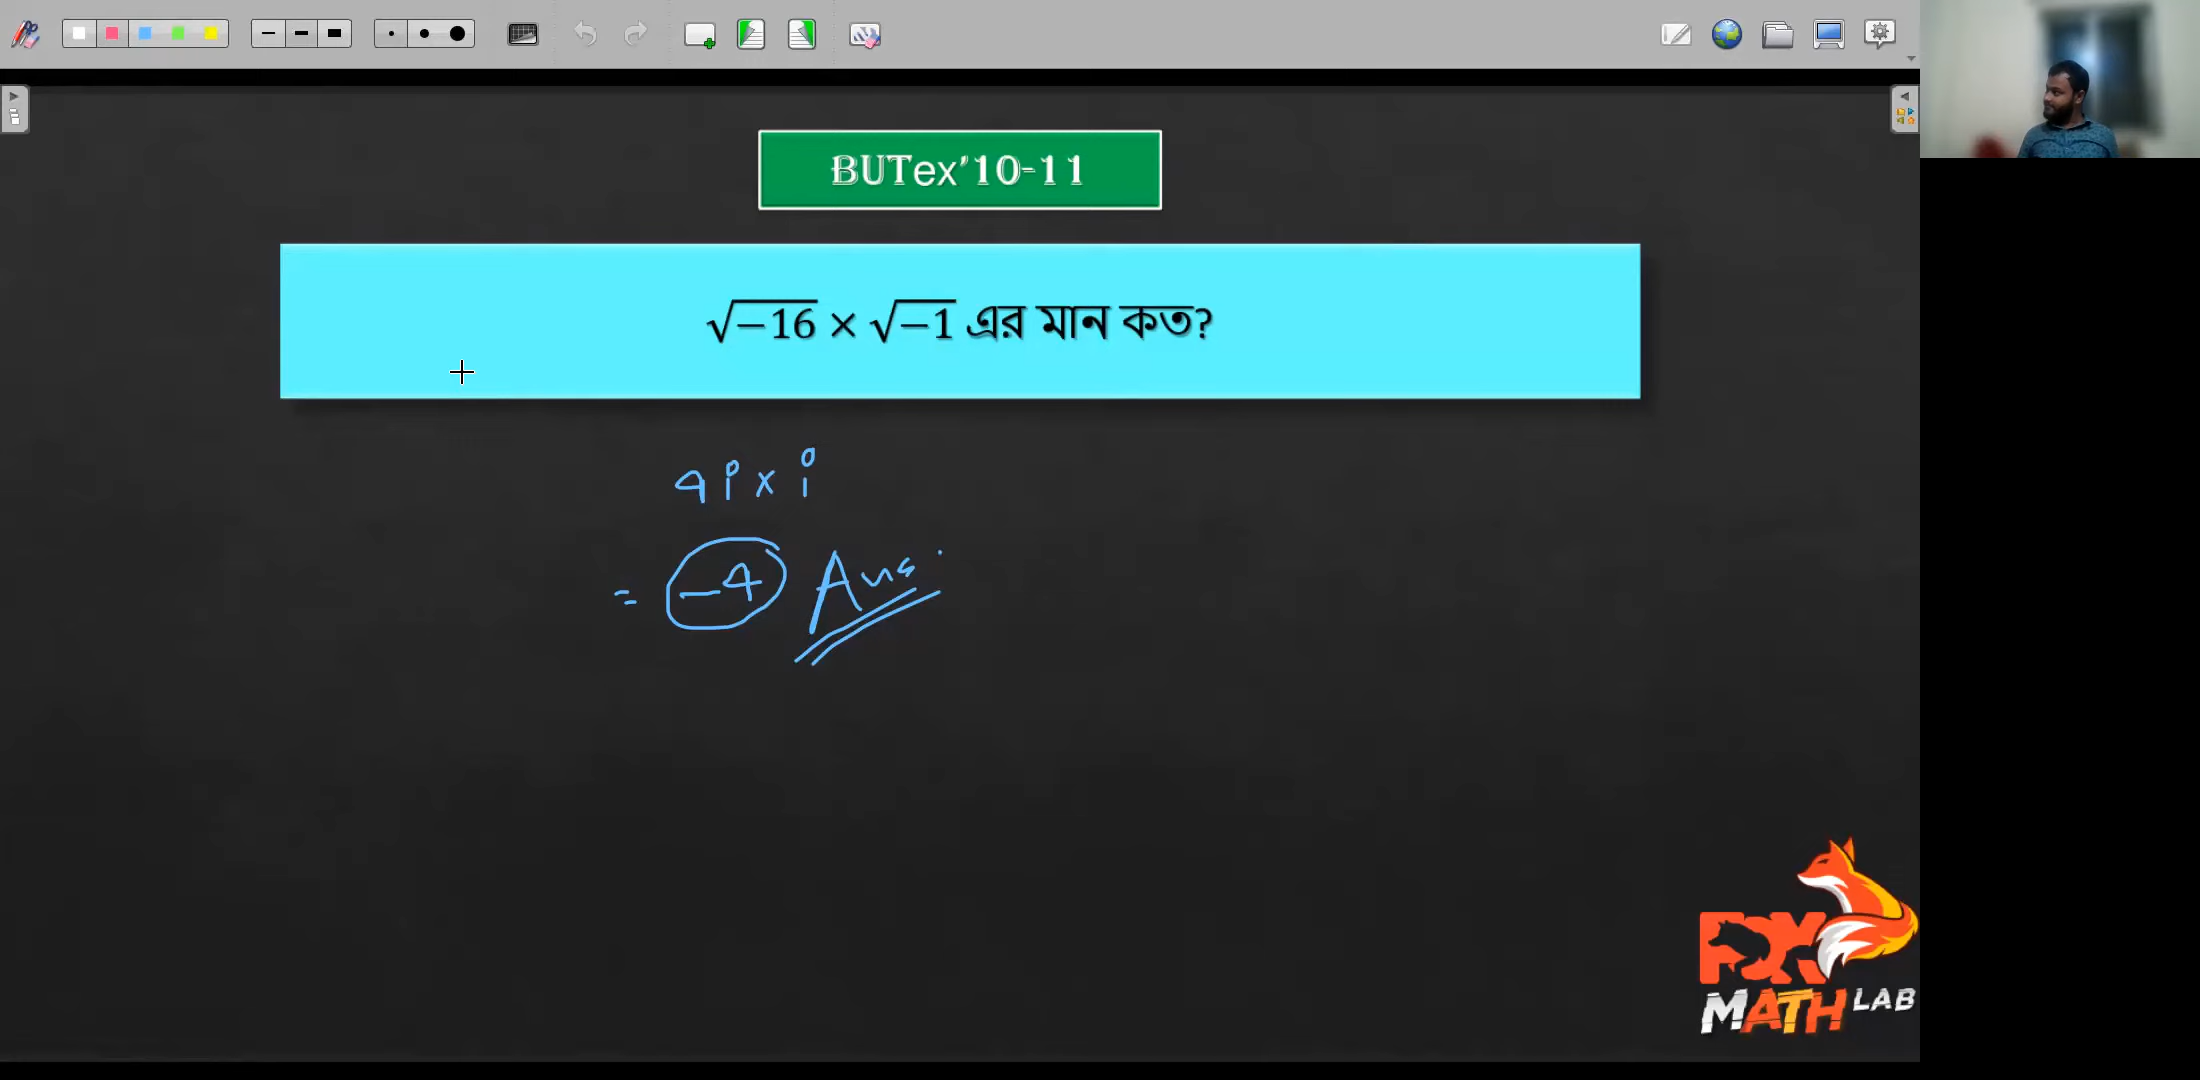 BUTex'10-11
√−16 × √−1 এর মান কত?
4i × i
= −4 Ans.
FOX
MATH LAB